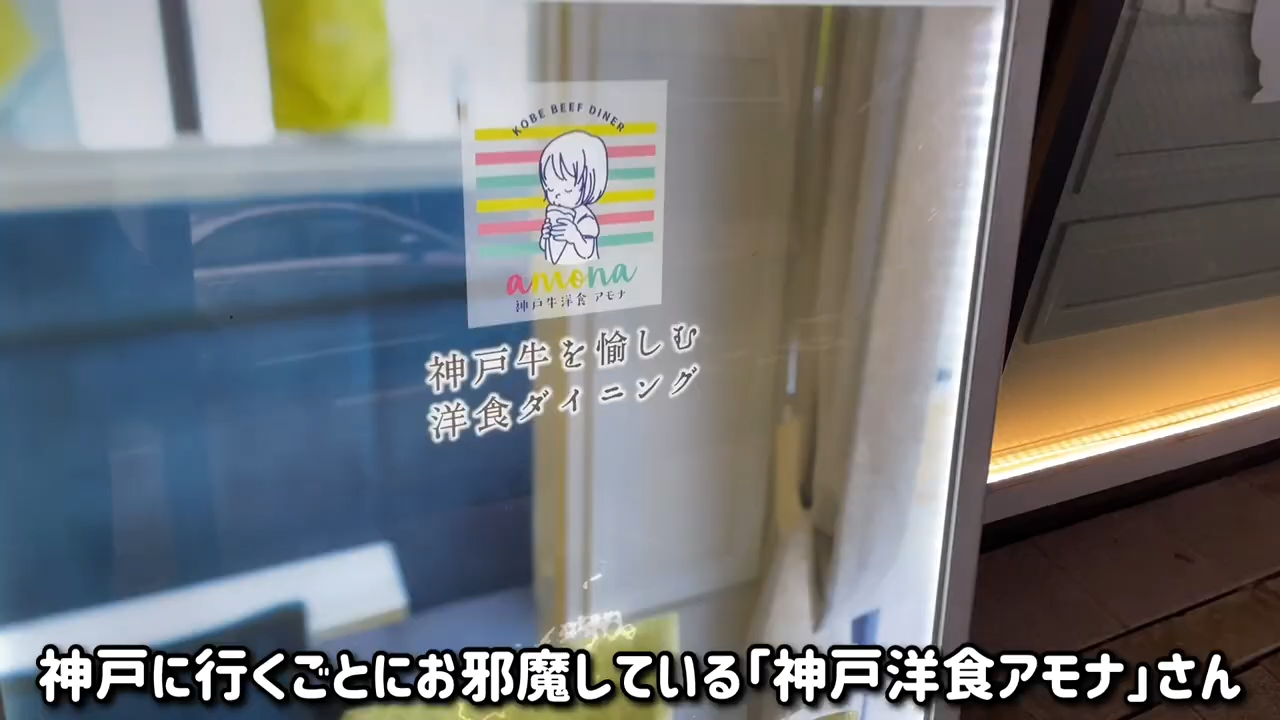 KOBE BEEF DINER
amona
神戸牛洋食 アモナ
神戸牛を愉しむ
洋食ダイニング
神戸に行くごとにお邪魔している「神戸洋食アモナ」さん